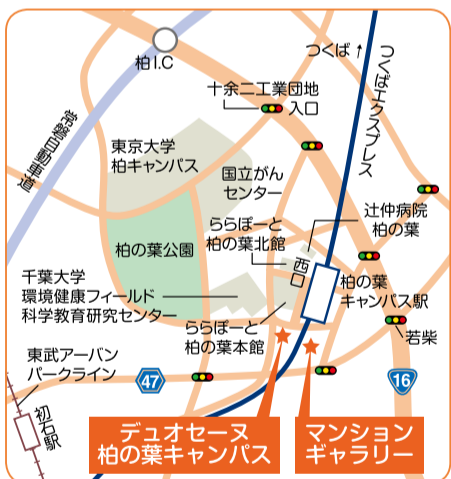 つくば↑
柏I.C
つくばエクスプレス
常磐自動車道
十余二工業団地
入口
東京大学
柏キャンパス
国立がん
センター
辻仲病院
柏の葉
ららぽーと
柏の葉北館
柏の葉公園
西口
千葉大学
環境健康フィールド
科学教育研究センター
柏の葉
キャンパス駅
ららぽーと
柏の葉本館
若柴
東武アーバン
パークライン
47
16
初石駅
デュオセーヌ
柏の葉キャンパス
マンション
ギャラリー